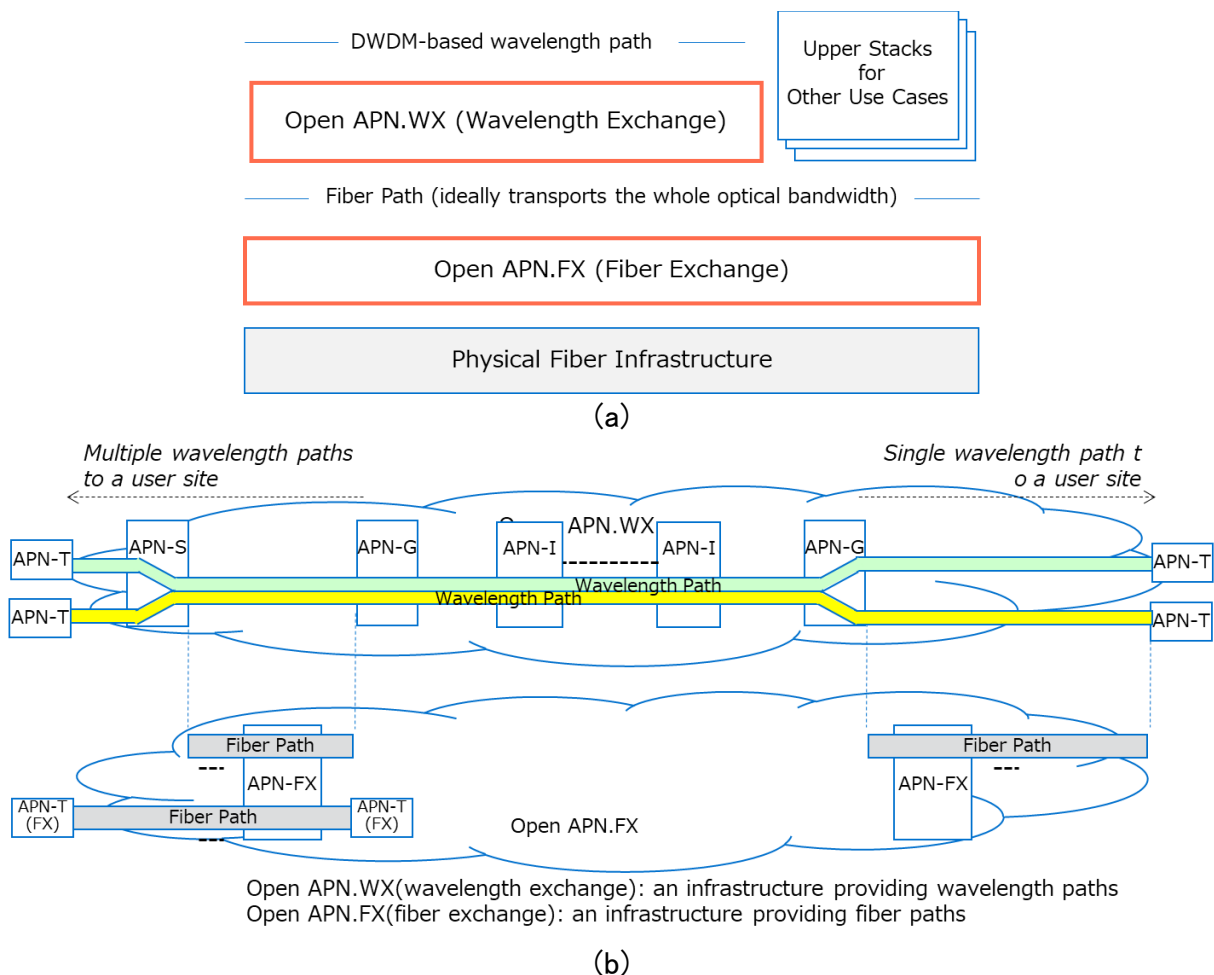 DWDM-based wavelength path
Upper Stacks
for
Other Use Cases
Open APN.WX (Wavelength Exchange)
Fiber Path (ideally transports the whole optical bandwidth)
Open APN.FX (Fiber Exchange)
Physical Fiber Infrastructure
(a)
Multiple wavelength paths
to a user site
Single wavelength path t
o a user site
APN.WX
APN-T
APN-S
APN-G
APN-I
APN-I
APN-G
APN-T
Wavelength Path
Wavelength Path
APN-T
APN-T
Fiber Path
Fiber Path
APN-FX
APN-FX
APN-T
(FX)
Fiber Path
APN-T
(FX)
Open APN.FX
Open APN.WX(wavelength exchange): an infrastructure providing wavelength paths
Open APN.FX(fiber exchange): an infrastructure providing fiber paths
(b)